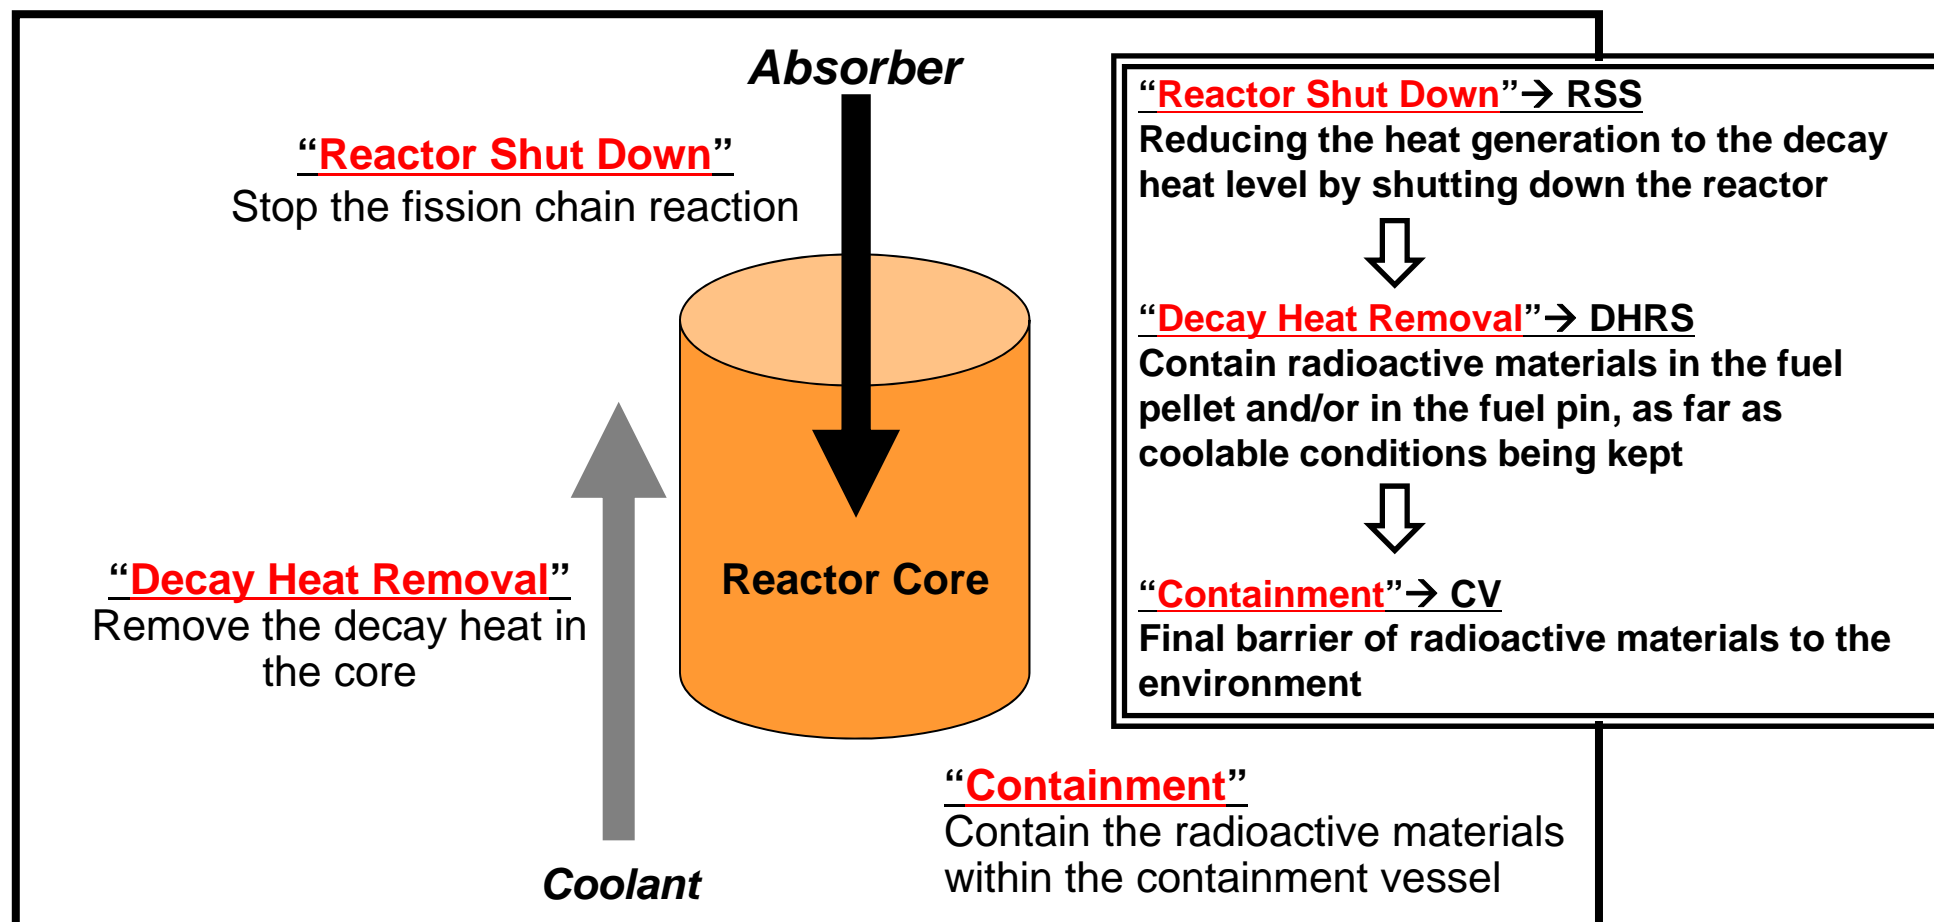 Absorber
“Reactor Shut Down”
Stop the fission chain reaction
Reactor Core
“Decay Heat Removal”
Remove the decay heat in
the core
Coolant
“Containment”
Contain the radioactive materials
within the containment vessel
“Reactor Shut Down”→ RSS
Reducing the heat generation to the decay
heat level by shutting down the reactor
“Decay Heat Removal”→ DHRS
Contain radioactive materials in the fuel
pellet and/or in the fuel pin, as far as
coolable conditions being kept
“Containment”→ CV
Final barrier of radioactive materials to the
environment